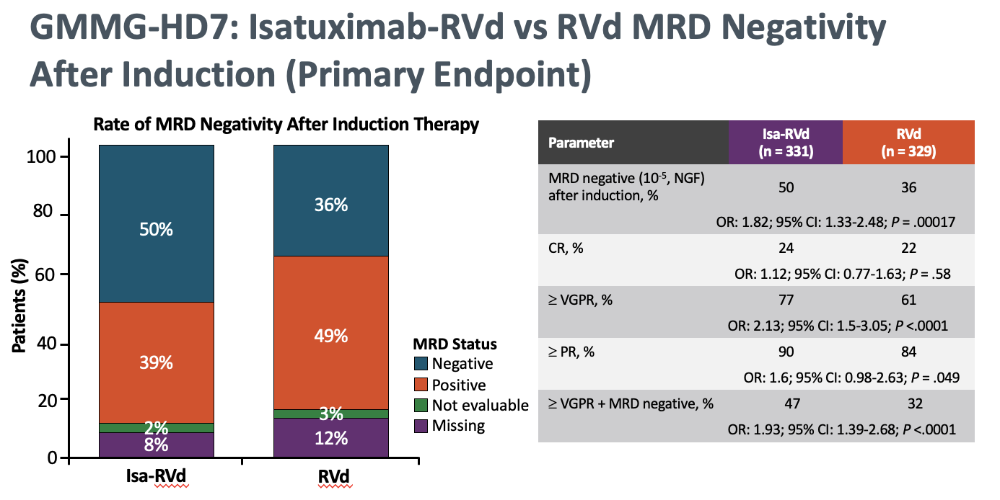 GMMG-HD7: Isatuximab-RVd vs RVd MRD Negativity
After Induction (Primary Endpoint)
Rate of MRD Negativity After Induction Therapy
Patients (%)
100
80
60
40
20
0
50%
39%
2%
8%
36%
49%
3%
12%
Isa-RVd
RVd
MRD Status
Negative
Positive
Not evaluable
Missing
Parameter
Isa-RVd
(n = 331)
RVd
(n = 329)
MRD negative (10-5, NGF)
after induction, %
50
36
OR: 1.82; 95% CI: 1.33-2.48; P = .00017
CR, %
24
22
OR: 1.12; 95% CI: 0.77-1.63; P = .58
≥ VGPR, %
77
61
OR: 2.13; 95% CI: 1.5-3.05; P <.0001
≥ PR, %
90
84
OR: 1.6; 95% CI: 0.98-2.63; P = .049
≥ VGPR + MRD negative, %
47
32
OR: 1.93; 95% CI: 1.39-2.68; P <.0001